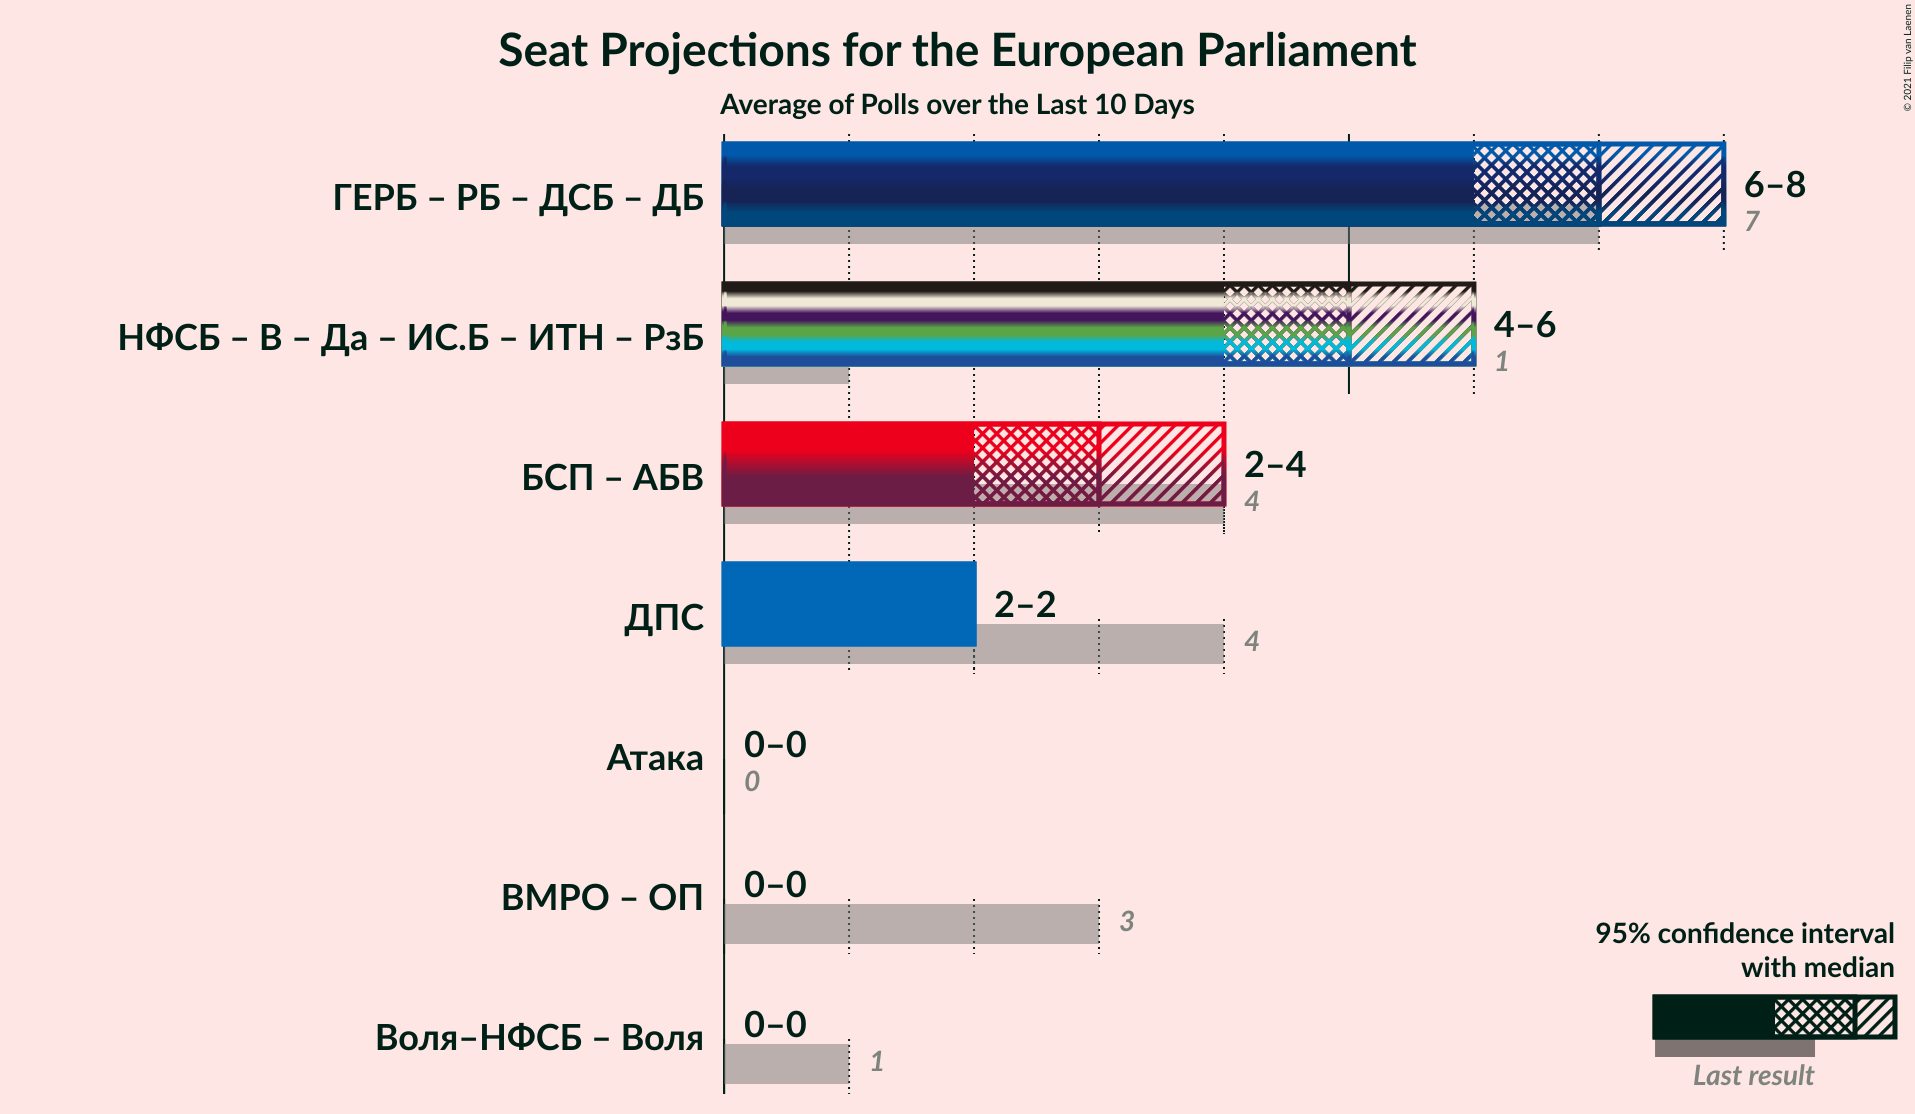 Seat Projections for the European Parliament
Average of Polls over the Last 10 Days
© 2021 Filip van Laenen
ГЕРБ – РБ – ДСБ – ДБ
6–8
7
НФСБ – В – Да – ИС.Б – ИТН – РзБ
4–6
1
БСП – АБВ
2–4
4
ДПС
2–2
4
Атака
0–0
0
ВМРО – ОП
0–0
3
Воля–НФСБ – Воля
0–0
1
95% confidence interval
with median
Last result